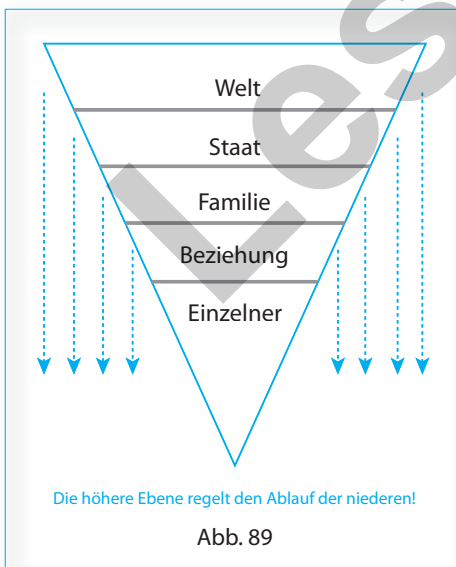 Welt
Staat
Familie
Beziehung
Einzelner
Die höhere Ebene regelt den Ablauf der niederen!
Abb. 89
Les